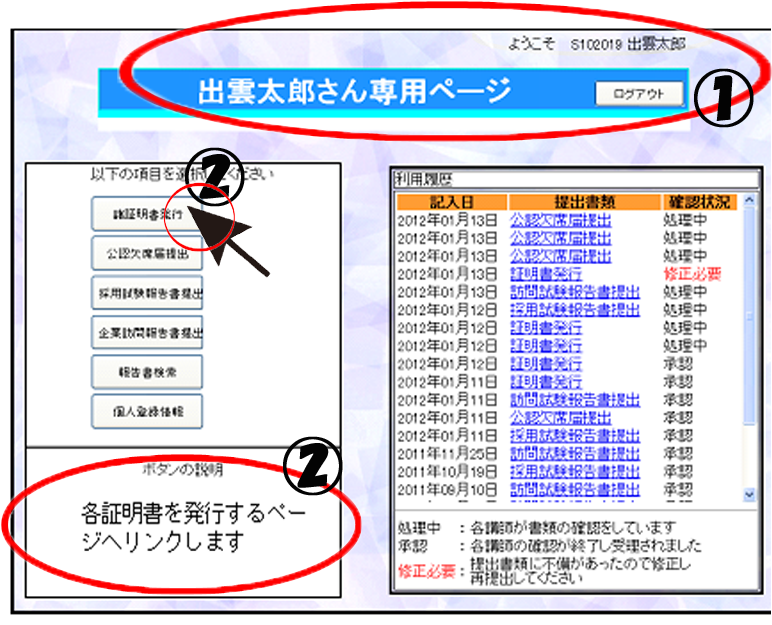 ようこそ S102019 出雲太郎
出雲太郎さん専用ページ
ログアウト
①
②
以下の項目を選択してください
諸証明書発行
公認欠席届提出
採用試験報告書提出
企業訪問報告書提出
報告書検索
個人登録情報
②
ボタンの説明
各証明書を発行するペー
ジへリンクします
利用履歴
記入日 提出書類 確認状況
2012年01月13日 公認欠席届提出 処理中
2012年01月13日 公認欠席届提出 処理中
2012年01月13日 公認欠席届提出 処理中
2012年01月13日 証明書発行 修正必要
2012年01月13日 訪問試験報告書提出 処理中
2012年01月12日 採用試験報告書提出 処理中
2012年01月12日 証明書発行 処理中
2012年01月12日 証明書発行 処理中
2012年01月12日 証明書発行 承認
2012年01月11日 証明書発行 承認
2012年01月11日 訪問試験報告書提出 承認
2012年01月11日 公認欠席届提出 承認
2012年01月11日 採用試験報告書提出 承認
2011年11月25日 訪問試験報告書提出 承認
2011年10月19日 採用試験報告書提出 承認
2011年09月10日 訪問試験報告書提出 承認
処理中 : 各講師が書類の確認をしています
承認 : 各講師の確認が終了し受理されました
修正必要 : 提出書類に不備があったので修正し
再提出してください